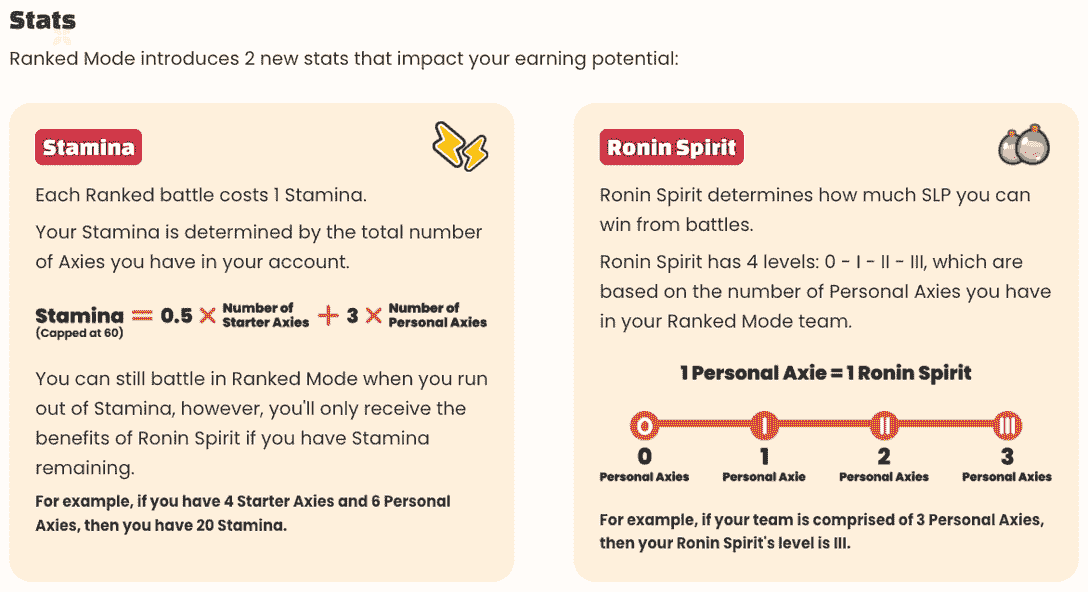 Stats
Ranked Mode introduces 2 new stats that impact your earning potential:
Stamina
Each Ranked battle costs 1 Stamina.
Your Stamina is determined by the total number
of Axies you have in your account.
Stamina = 0.5 × Number of Starter Axies + 3 × Number of Personal Axies
(Capped at 60)
You can still battle in Ranked Mode when you run
out of Stamina, however, you'll only receive the
benefits of Ronin Spirit if you have Stamina
remaining.
For example, if you have 4 Starter Axies and 6 Personal
Axies, then you have 20 Stamina.
Ronin Spirit
Ronin Spirit determines how much SLP you can
win from battles.
Ronin Spirit has 4 levels: 0 - I - II - III, which are
based on the number of Personal Axies you have
in your Ranked Mode team.
1 Personal Axie = 1 Ronin Spirit
0 I II III
0 1 2 3
Personal Axies Personal Axie Personal Axies Personal Axies
For example, if your team is comprised of 3 Personal Axies,
then your Ronin Spirit's level is III.